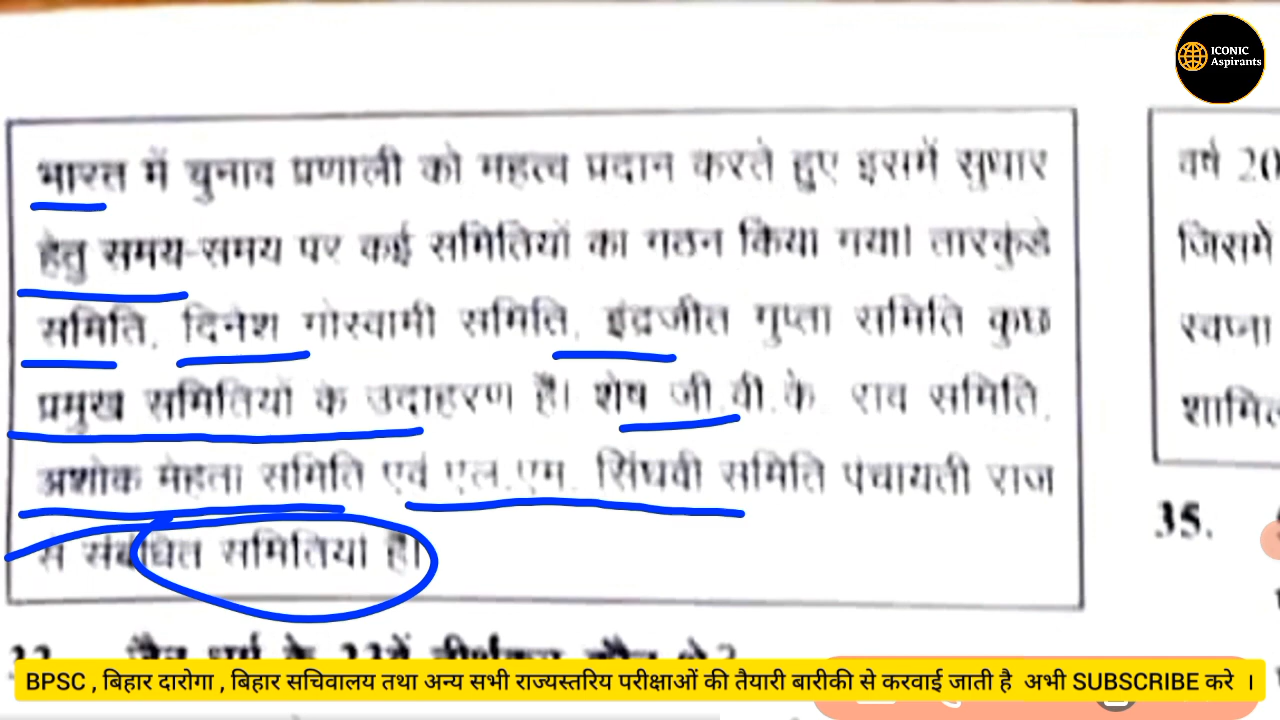 ICONIC
Aspirants
भारत में चुनाव प्रणाली को महत्व प्रदान करते हुए इसमें सुधार
हेतु समय-समय पर कई समितियों का गठन किया गया। तारकुंडे
समिति, दिनेश गोस्वामी समिति, इंद्रजीत गुप्ता समिति कुछ
प्रमुख समितियों के उदाहरण हैं। शेष जी.वी.के. राव समिति,
अशोक मेहता समिति एवं एल.एम. सिंघवी समिति पंचायती राज
से संबंधित समितियां हैं।
वर्ष 20
जिसमें
स्वप्ना
35.
BPSC , बिहार दारोगा , बिहार सचिवालय तथा अन्य सभी राज्यस्तरिय परीक्षाओं की तैयारी बारीकी से करवाई जाती है अभी SUBSCRIBE करे ।